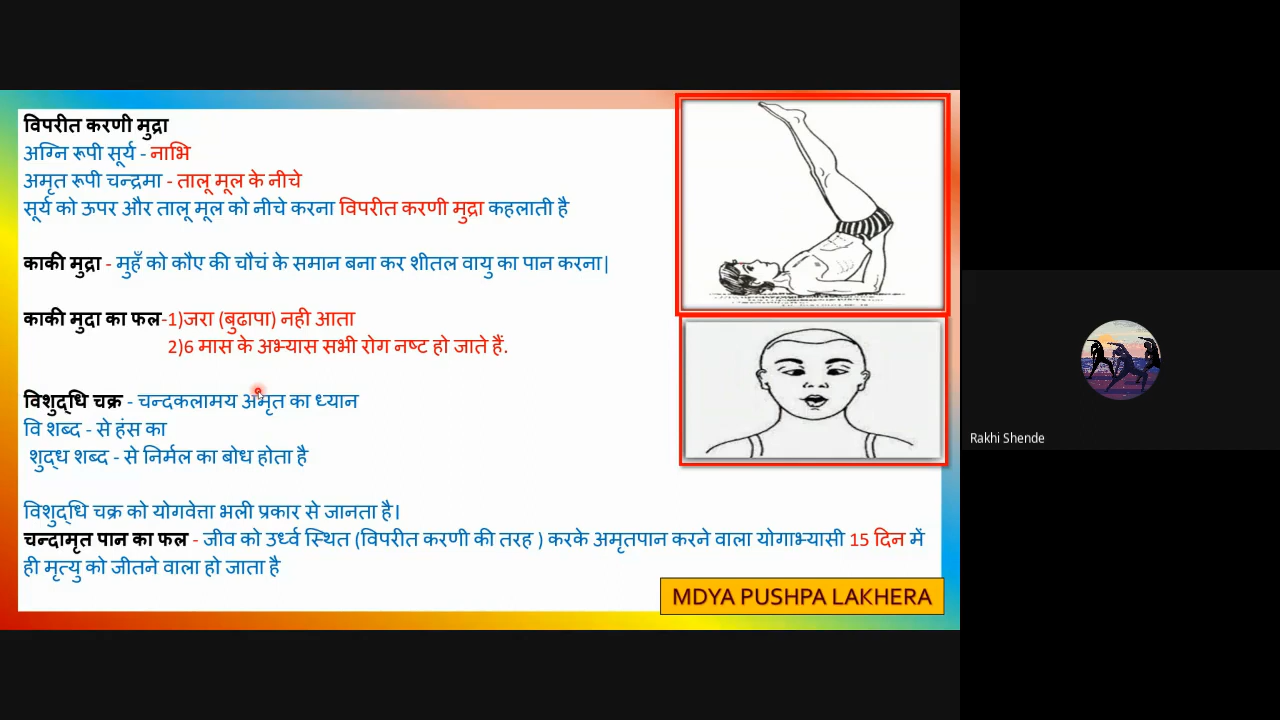 विपरीत करणी मुद्रा
अग्नि रूपी सूर्य - नाभि
अमृत रूपी चन्द्रेमा - तालू मूल के नीचे
सूर्य को ऊपर और तालू मूल को नीचे करना विपरीत करणी मुद्रा कहलाती है
काकी मुद्रा - मुहँ को कौए की चौचं के समान बना कर शीतल वायु का पान करना|
काकी मुद्रा का फल-1)जरा (बुढापा) नही आता
2)6 मास के अभ्यास सभी रोग नष्ट हो जाते हैं.
विशुद्धि चक्र - चन्दकलामय अमृत का ध्यान
वि शब्द - से हंस का
शुद्ध शब्द - से निर्मल का बोध होता है
विशुद्धि चक्र को योगवेत्ता भली प्रकार से जानता है।
चन्दामृत पान का फल - जीव को उर्ध्व स्थित (विपरीत करणी की तरह ) करके अमृतपान करने वाला योगाभ्यासी 15 दिन में
ही मृत्यु को जीतने वाला हो जाता है
MDYA PUSHPA LAKHERA
Rakhi Shende